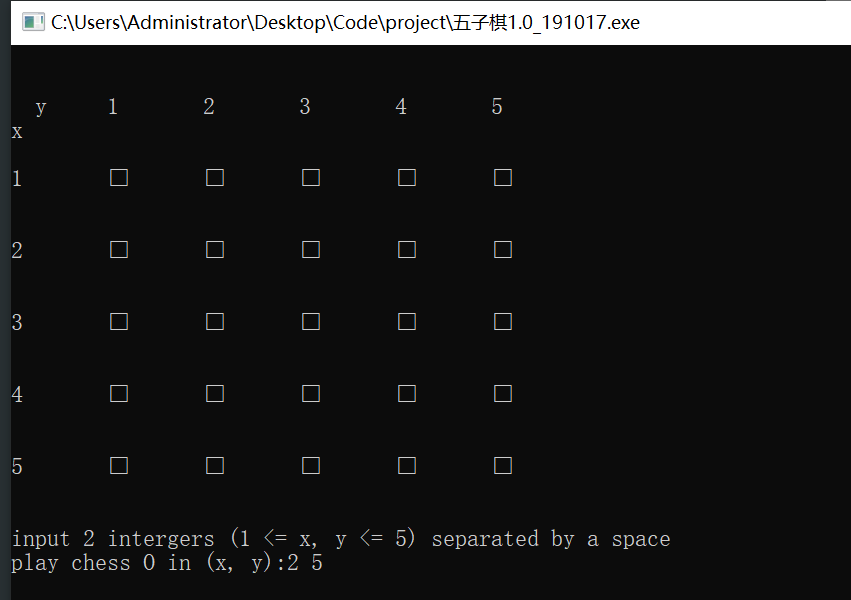 C:\Users\Administrator\Desktop\Code\project\五子棋1.0_191017.exe
y 1 2 3 4 5
x
1 □ □ □ □ □
2 □ □ □ □ □
3 □ □ □ □ □
4 □ □ □ □ □
5 □ □ □ □ □
input 2 intergers (1 <= x, y <= 5) separated by a space
play chess O in (x, y):2 5